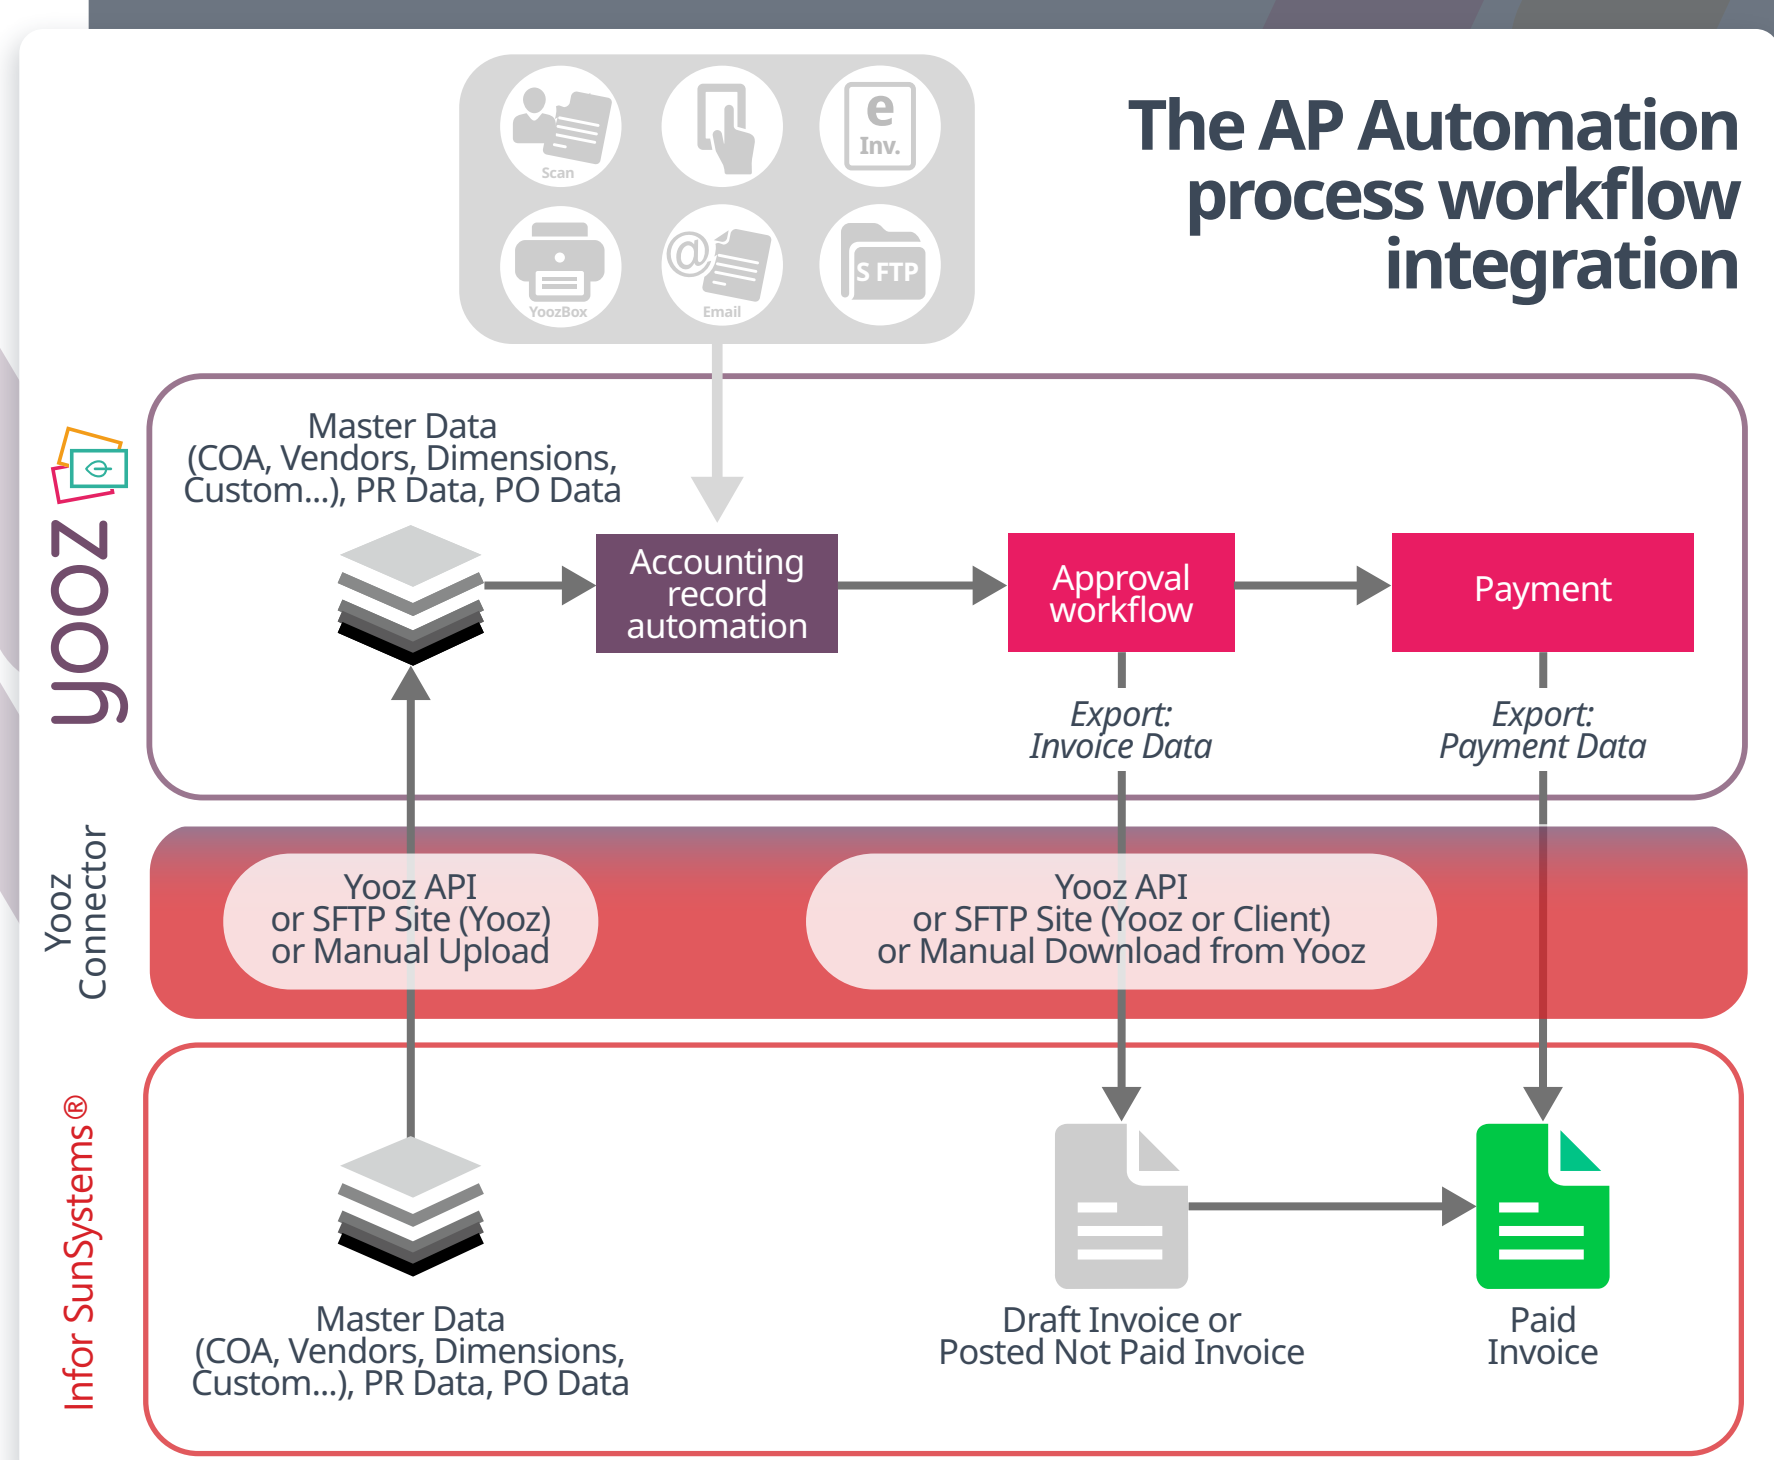 The AP Automation
process workflow
integration
Scan
e
Inv.
YoozBox
@
Email
S FTP
yooz
Master Data
(COA, Vendors, Dimensions,
Custom...), PR Data, PO Data
Accounting
record
automation
Approval
workflow
Payment
Export:
Invoice Data
Export:
Payment Data
Yooz
Connector
Yooz API
or SFTP Site (Yooz)
or Manual Upload
Yooz API
or SFTP Site (Yooz or Client)
or Manual Download from Yooz
Infor SunSystems®
Master Data
(COA, Vendors, Dimensions,
Custom...), PR Data, PO Data
Draft Invoice or
Posted Not Paid Invoice
Paid
Invoice